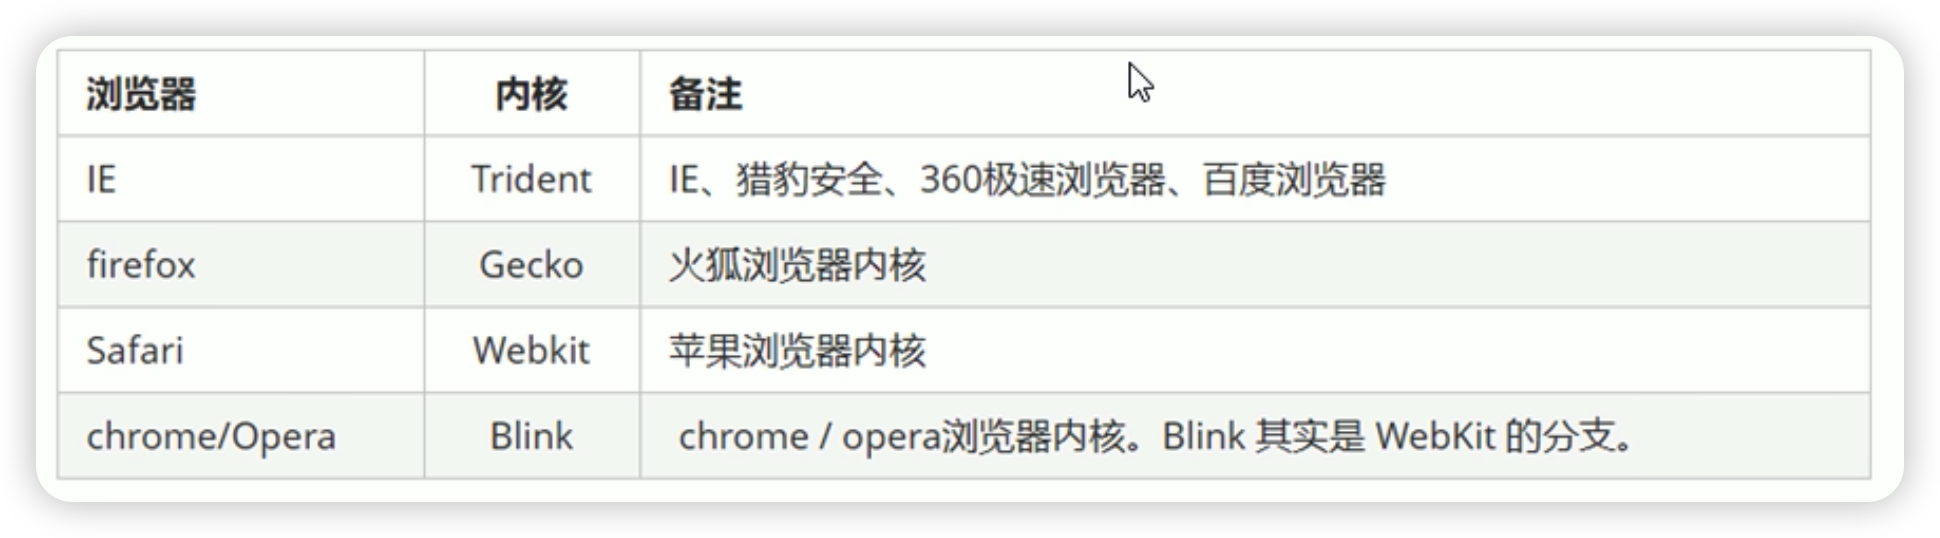 浏览器 内核 备注
IE Trident IE、猎豹安全、360极速浏览器、百度浏览器
firefox Gecko 火狐浏览器内核
Safari Webkit 苹果浏览器内核
chrome/Opera Blink chrome / opera浏览器内核。Blink 其实是 WebKit 的分支。